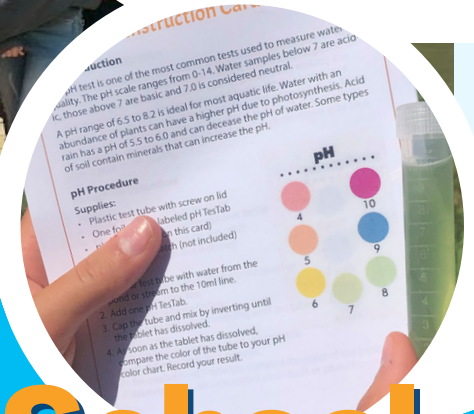 nstruction Car
uction
pH test is one of the most common tests used to measure water
uality. The pH scale ranges from 0-14. Water samples below 7 are acid-
ic, those above 7 are basic and 7.0 is considered neutral.
A pH range of 6.5 to 8.2 is ideal for most aquatic life. Water with an
abundance of plants can have a higher pH due to photosynthesis. Acid
rain has a pH of 5.5 to 6.0 and can decease the pH of water. Some types
of soil contain minerals that can increase the pH.
pH Procedure
Supplies:
• Plastic test tube with screw on lid
• One foil labeled pH TesTab
n this card)
(not included)
test tube with water from the
pond or stream to the 10ml line.
2. Add one pH TesTab.
3. Cap the tube and mix by inverting until
the tablet has dissolved.
4. As soon as the tablet has dissolved,
compare the color of the tube to your pH
color chart. Record your result.
pH
4
10
5
9
6
7
8
School